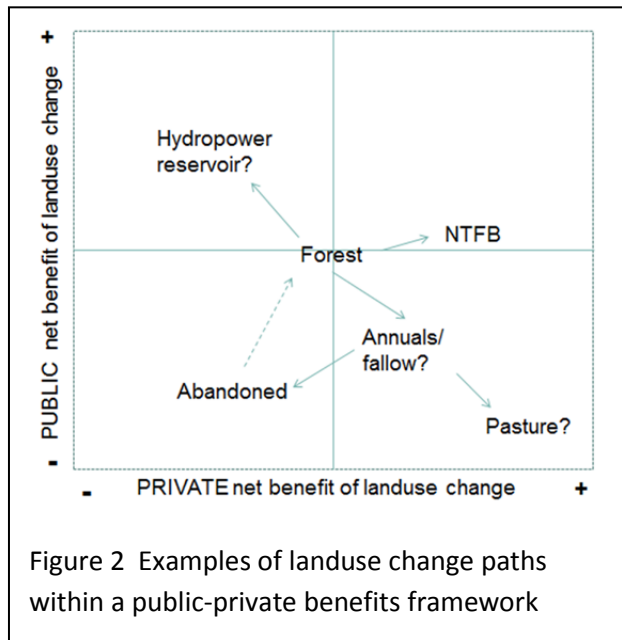 +
PUBLIC net benefit of landuse change
-
Hydropower
reservoir?
NTFB
Forest
Annuals/
fallow?
Abandoned
Pasture?
- PRIVATE net benefit of landuse change +
Figure 2 Examples of landuse change paths
within a public-private benefits framework